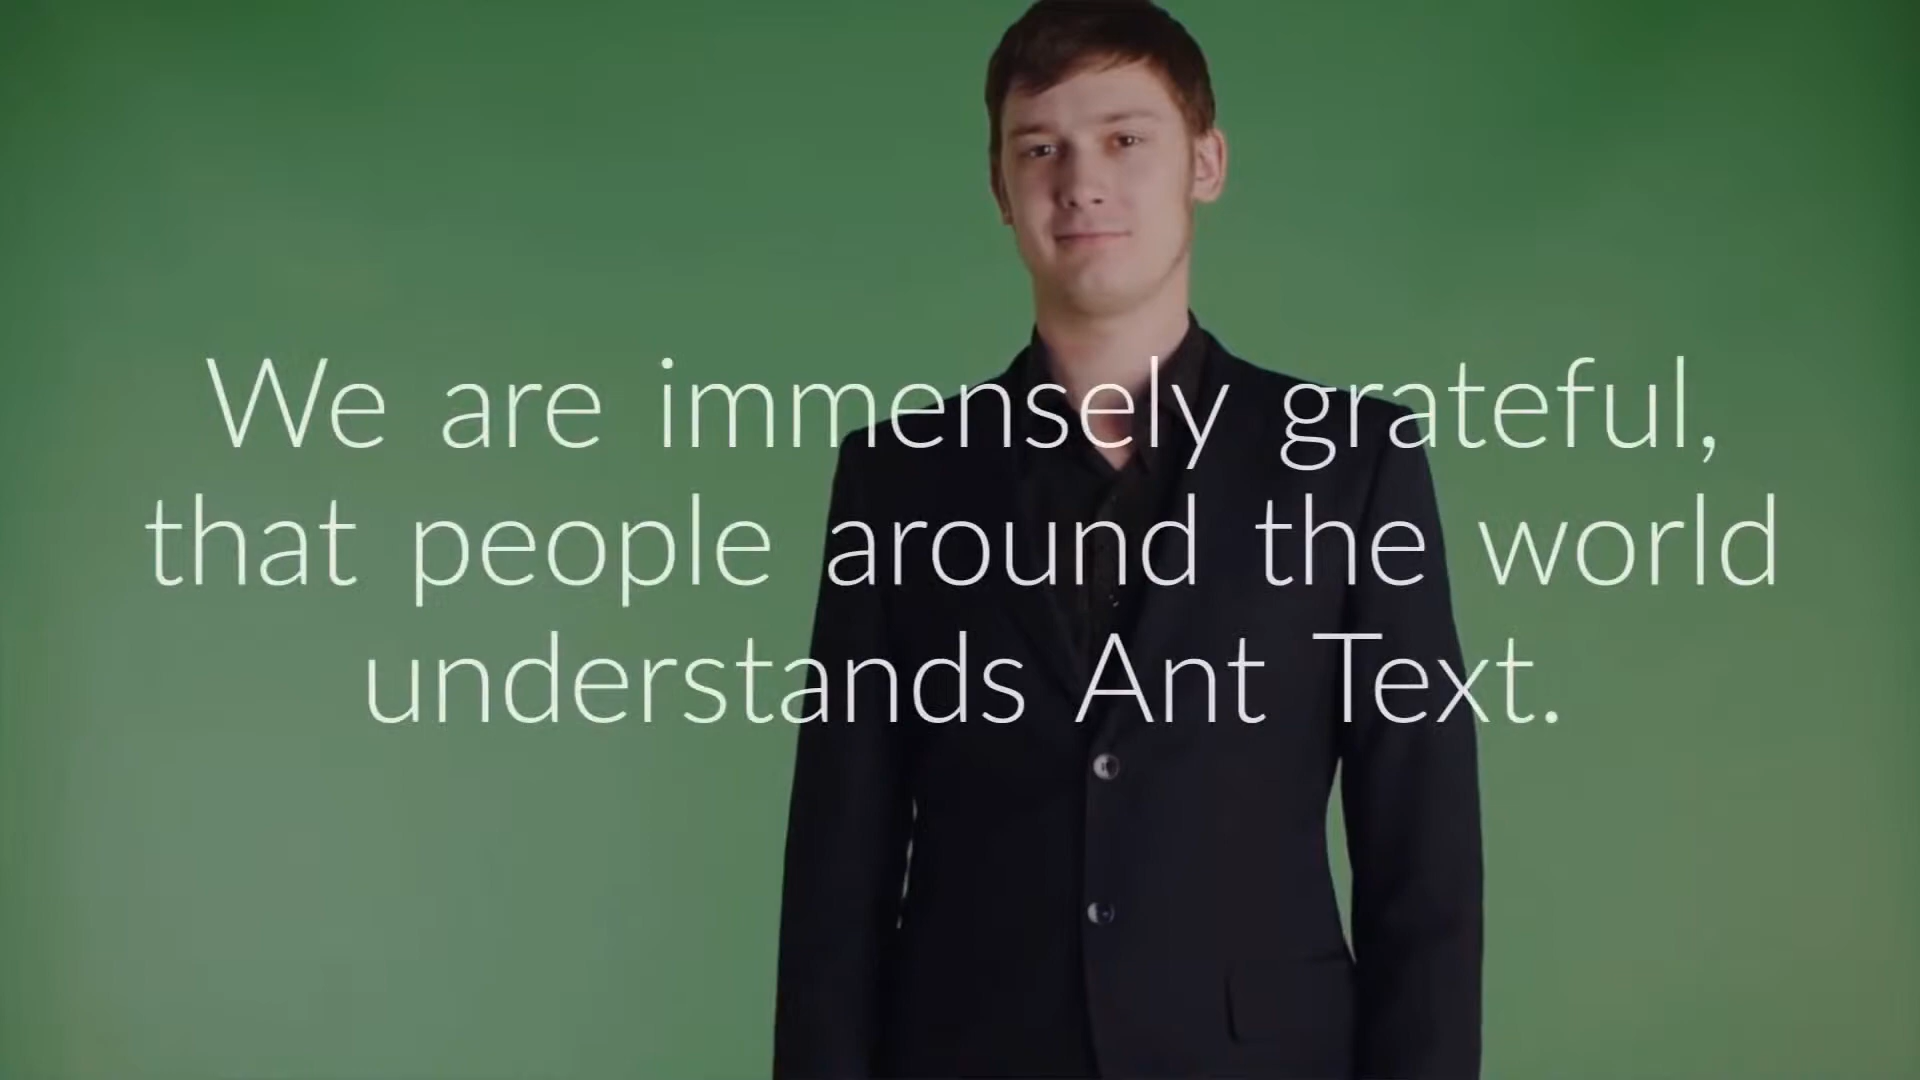 We are immensely grateful,
that people around the world
understands Ant Text.